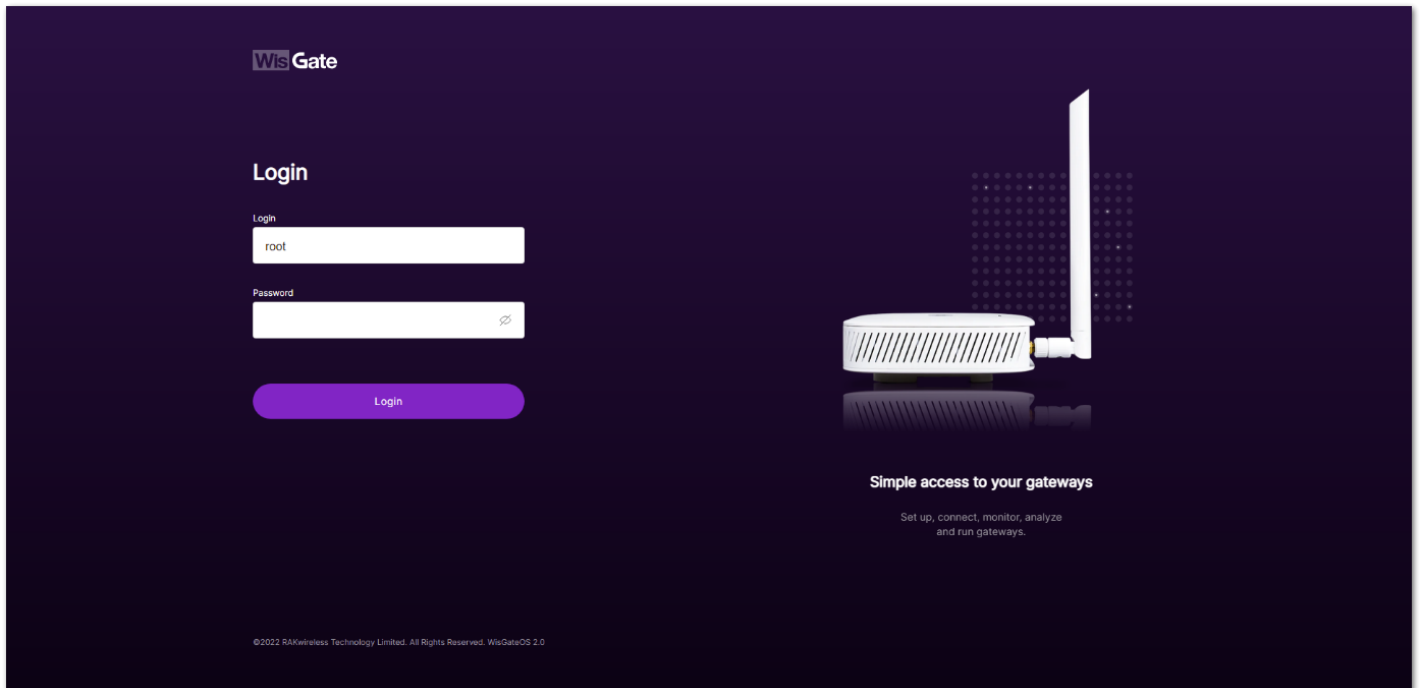 WisGate
Login
Login
root
Password
Login
Simple access to your gateways
Set up, connect, monitor, analyze
and run gateways.
©2022 RAKwireless Technology Limited. All Rights Reserved. WisGateOS 2.0